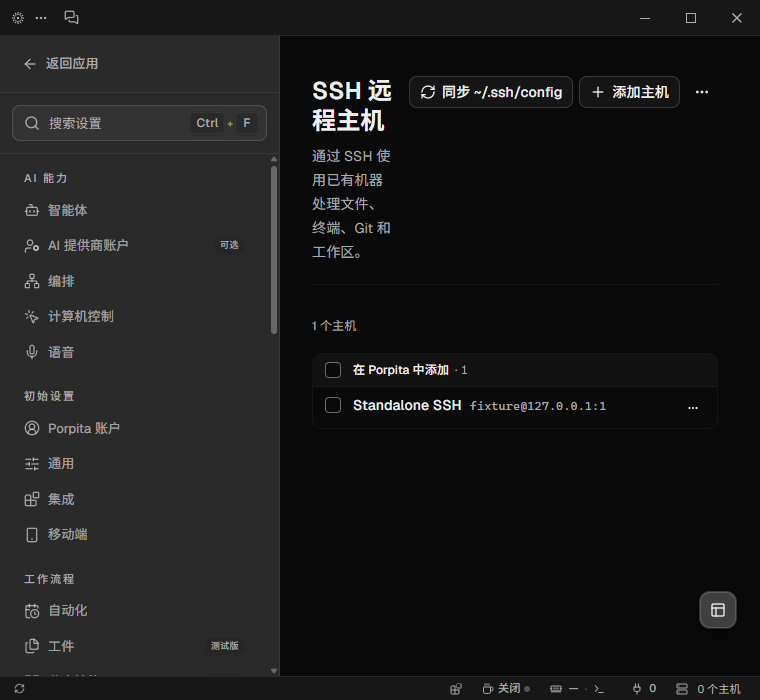 返回应用
搜索设置 Ctrl + F
AI 能力
智能体
AI 提供商账户 可选
编排
计算机控制
语音
初始设置
Porpita 账户
通用
集成
移动端
工作流程
自动化
工件 测试版
SSH 远
程主机
同步 ~/.ssh/config
添加主机
通过 SSH 使
用已有机器
处理文件、
终端、Git 和
工作区。
1 个主机
在 Porpita 中添加 · 1
Standalone SSH fixture@127.0.0.1:1
关闭
0
0 个主机